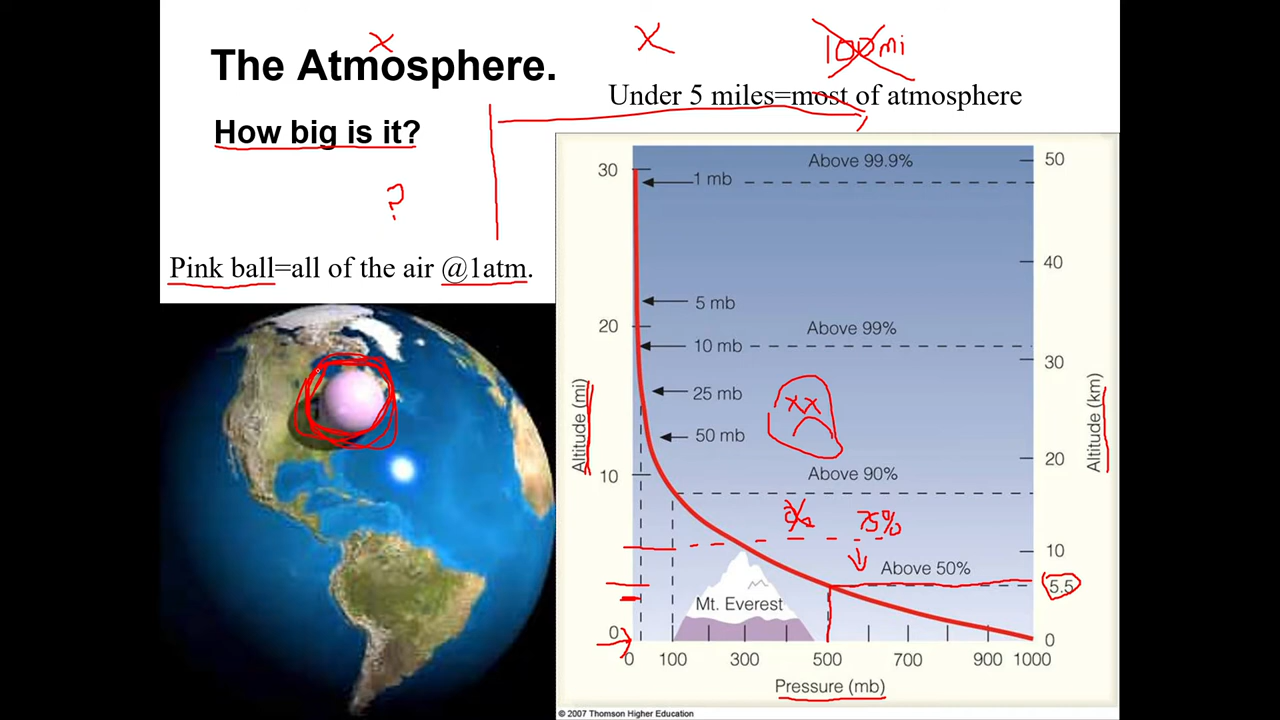 The Atmosphere.
x
X
100mi
Under 5 miles=most of atmosphere
How big is it?
?
Pink ball=all of the air @1atm.
Above 99.9%
30
50
1 mb
40
5 mb
20
Above 99%
10 mb
30
25 mb
xx
Altitude (mi)
Altitude (km)
50 mb
20
10
Above 90%
75%
10
Above 50%
5.5
Mt. Everest
0
0
0 100 300 500 700 900 1000
Pressure (mb)
© 2007 Thomson Higher Education